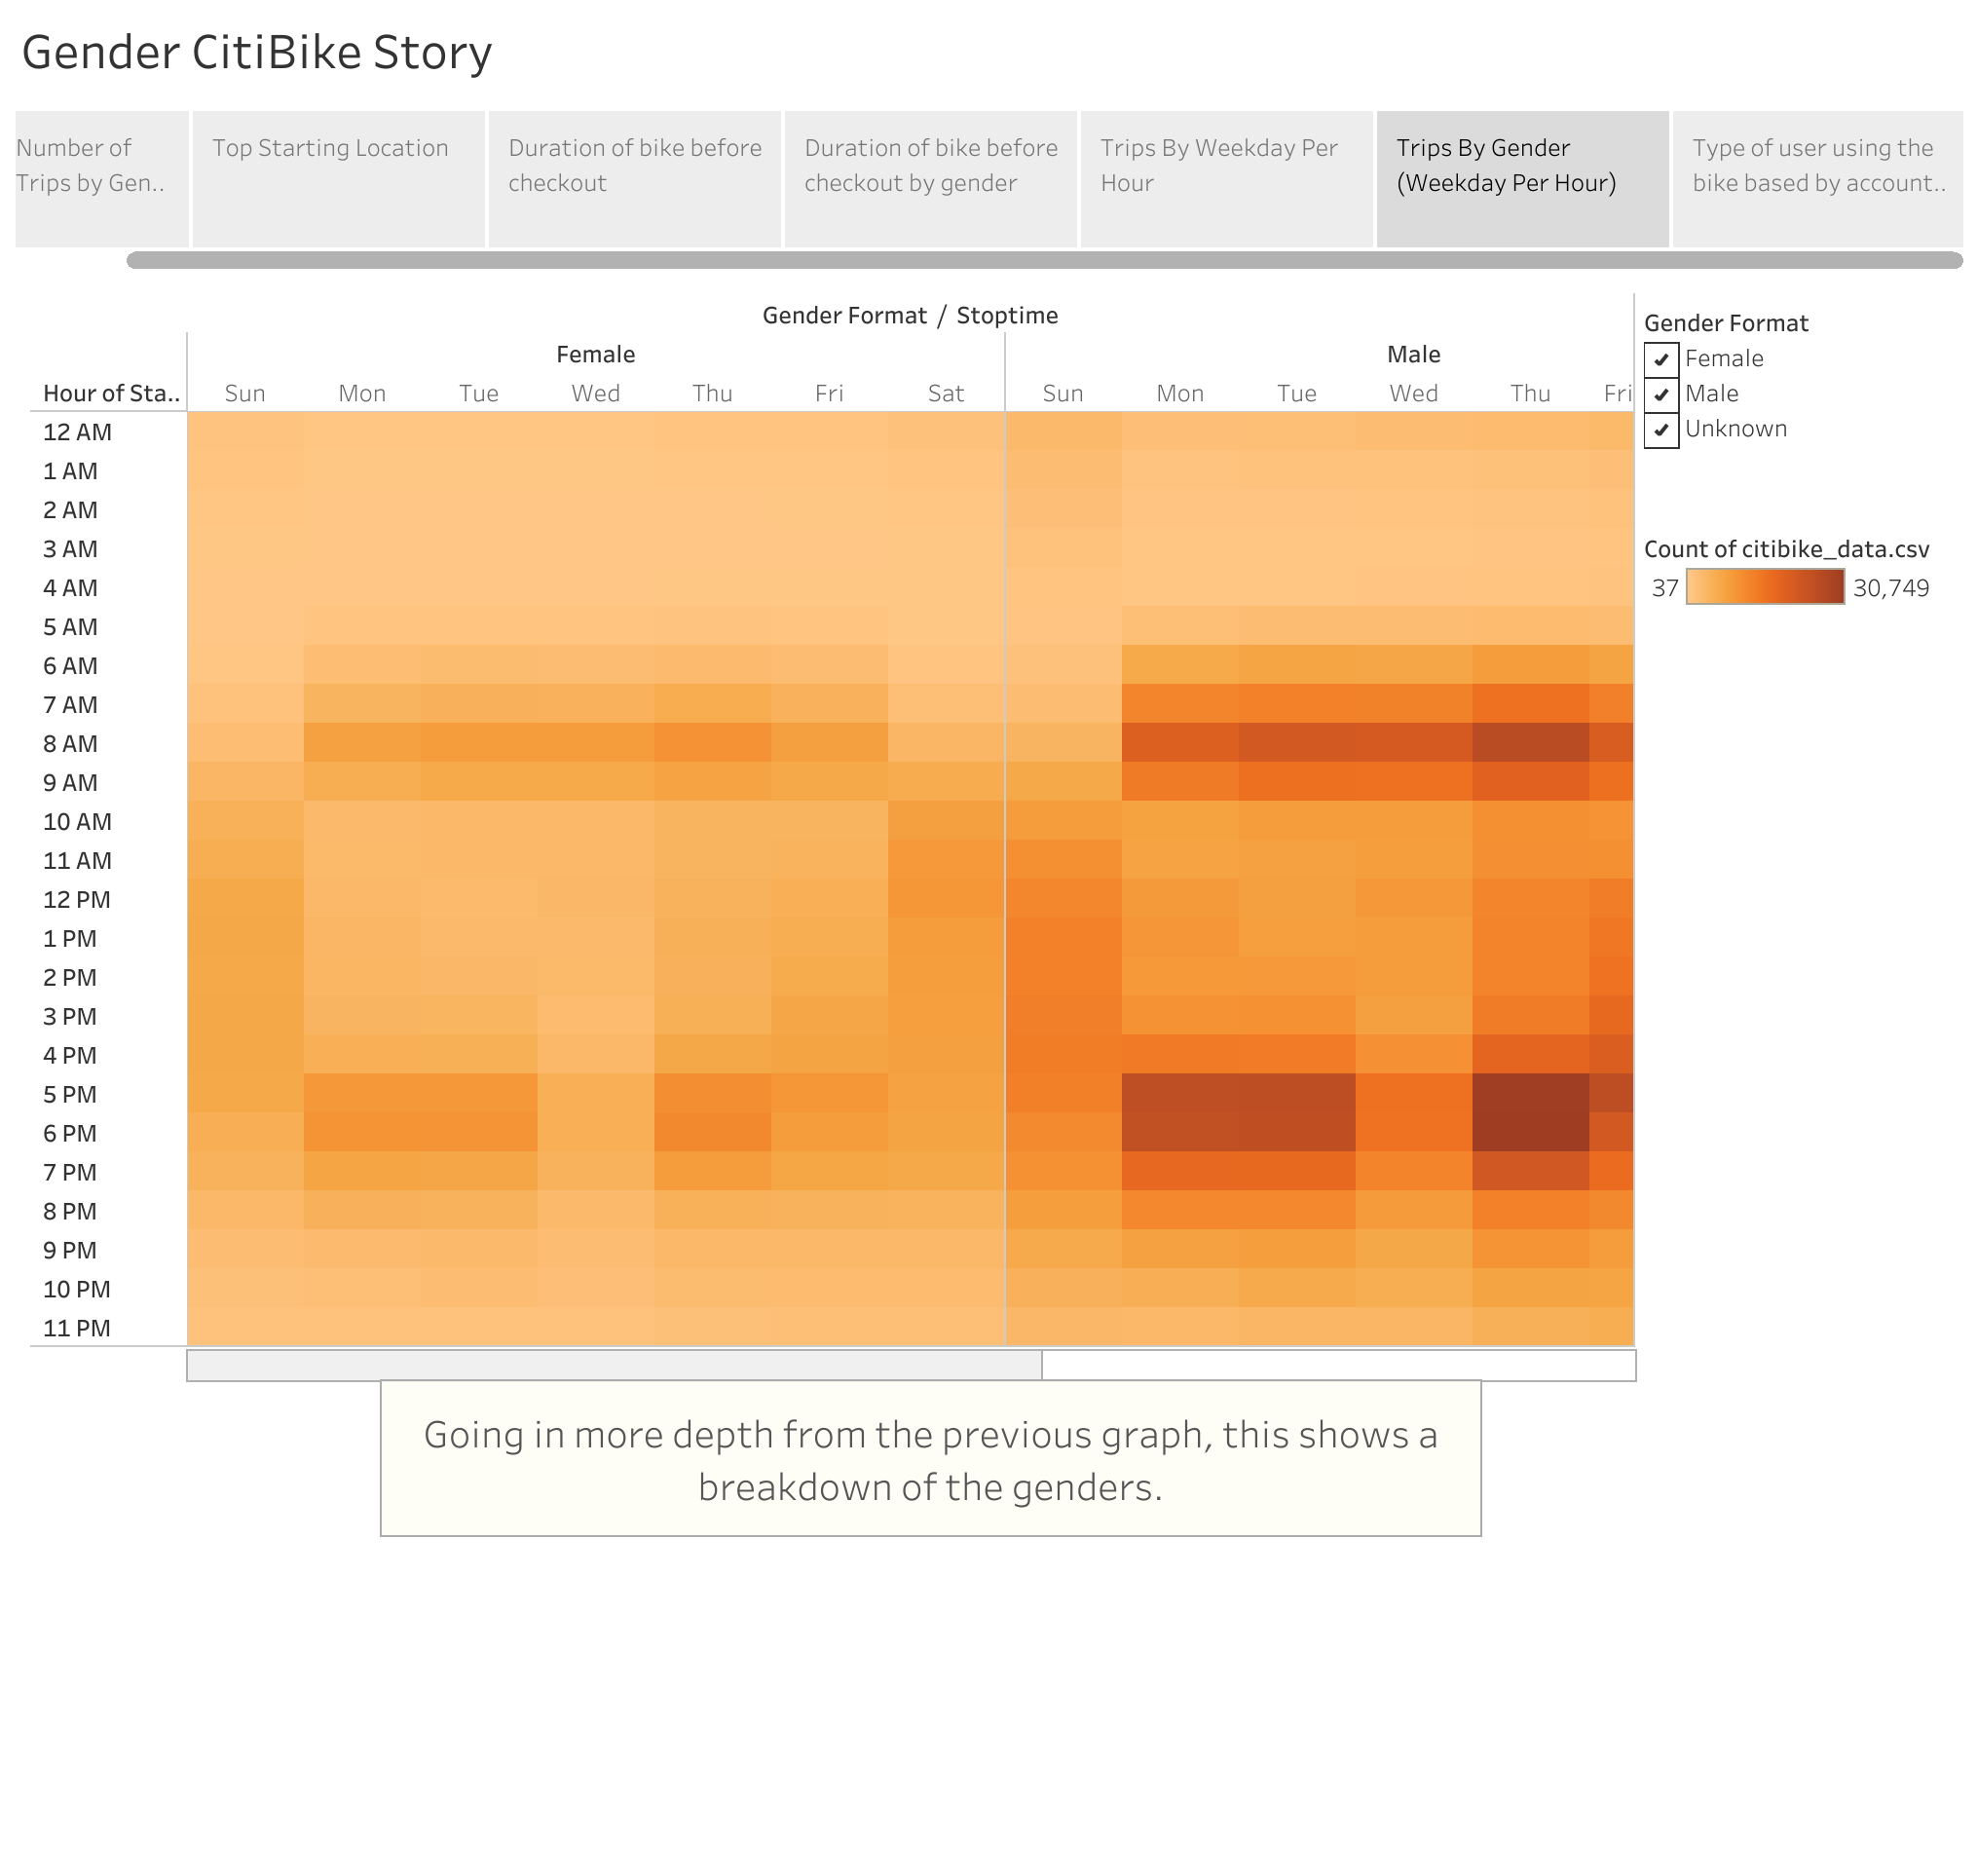 Gender CitiBike Story
Number of
Trips by Gen..
Top Starting Location
Duration of bike before
checkout
Duration of bike before
checkout by gender
Trips By Weekday Per
Hour
Trips By Gender
(Weekday Per Hour)
Type of user using the
bike based by account..
Gender Format / Stoptime
Female Male
Hour of Sta.. Sun Mon Tue Wed Thu Fri Sat Sun Mon Tue Wed Thu Fri
12 AM
1 AM
2 AM
3 AM
4 AM
5 AM
6 AM
7 AM
8 AM
9 AM
10 AM
11 AM
12 PM
1 PM
2 PM
3 PM
4 PM
5 PM
6 PM
7 PM
8 PM
9 PM
10 PM
11 PM
Gender Format
Female
Male
Unknown
Count of citibike_data.csv
37 30,749
Going in more depth from the previous graph, this shows a
breakdown of the genders.